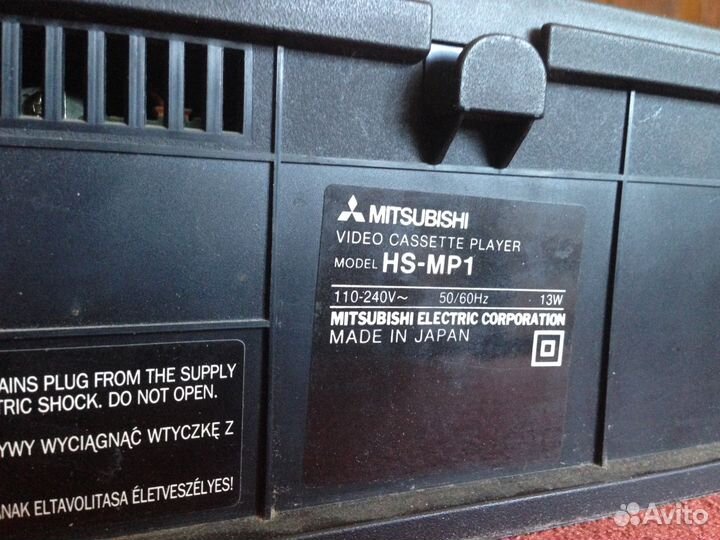 MITSUBISHI
VIDEO CASSETTE PLAYER
MODEL HS-MP1
110-240V~ 50/60Hz 13W
MITSUBISHI ELECTRIC CORPORATION
MADE IN JAPAN
AINS PLUG FROM THE SUPPLY
TRIC SHOCK. DO NOT OPEN.
YWY WYCIĄGNĄĆ WTYCZKĘ Z
ANAK ELTAVOLITASA ÉLETVESZÉLYES!
Avito